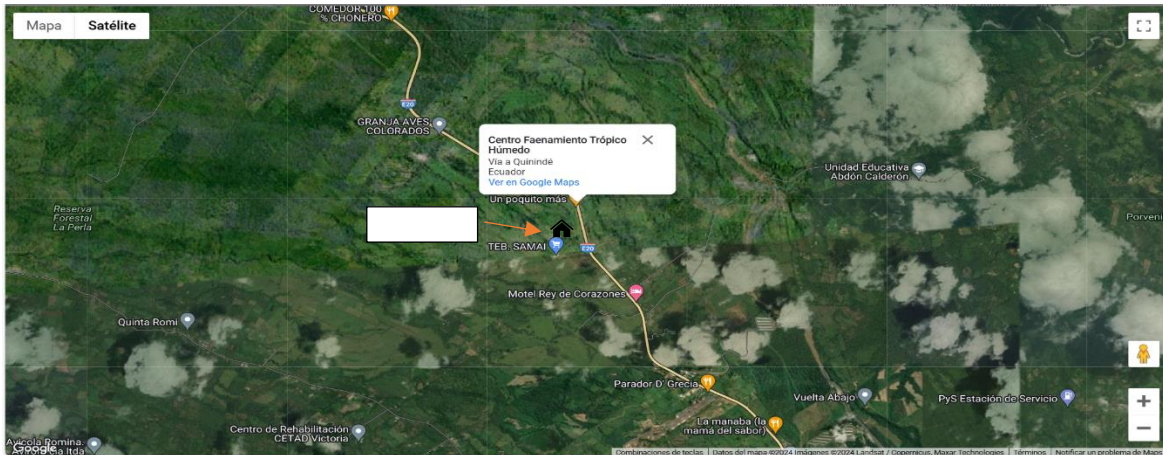 Mapa
Satélite
COMEDOR 100
% CHONERO
E20
GRANJA AVES
COLORADOS
Centro Faenamiento Trópico
Húmedo
Vía a Quinindé
Ecuador
Ver en Google Maps
Un poquito más
Unidad Educativa
Abdón Calderón
Reserva
Forestal
La Perla
Porveni
TEB. SAMAI
E20
Motel Rey de Corazones
Quinta Romi
Parador D' Grecia
Vuelta Abajo
PyS Estación de Servicio
La manaba (la
mamá del sabor)
Centro de Rehabilitación
CETAD Victoria
Avícola Romina.
Google
ltda
Combinaciones de teclas
Datos del mapa ©2024 Imágenes ©2024 Landsat / Copernicus, Maxar Technologies
Términos
Notificar un problema de Maps